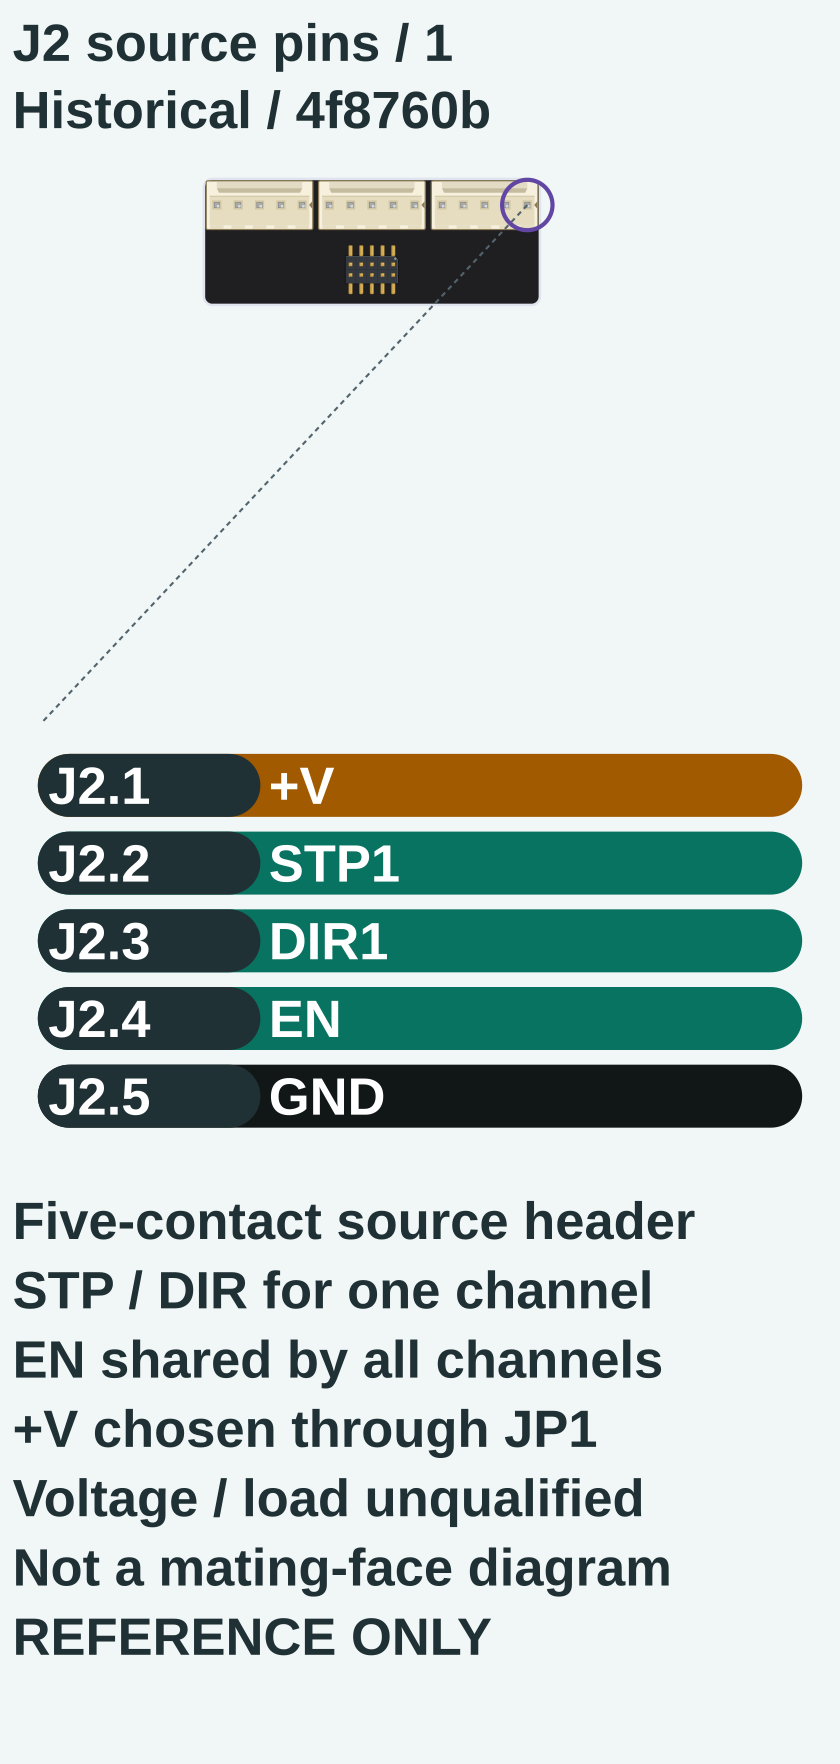 J2 source pins / 1
Historical / 4f8760b
J2.1 +V
J2.2 STP1
J2.3 DIR1
J2.4 EN
J2.5 GND
Five-contact source header
STP / DIR for one channel
EN shared by all channels
+V chosen through JP1
Voltage / load unqualified
Not a mating-face diagram
REFERENCE ONLY